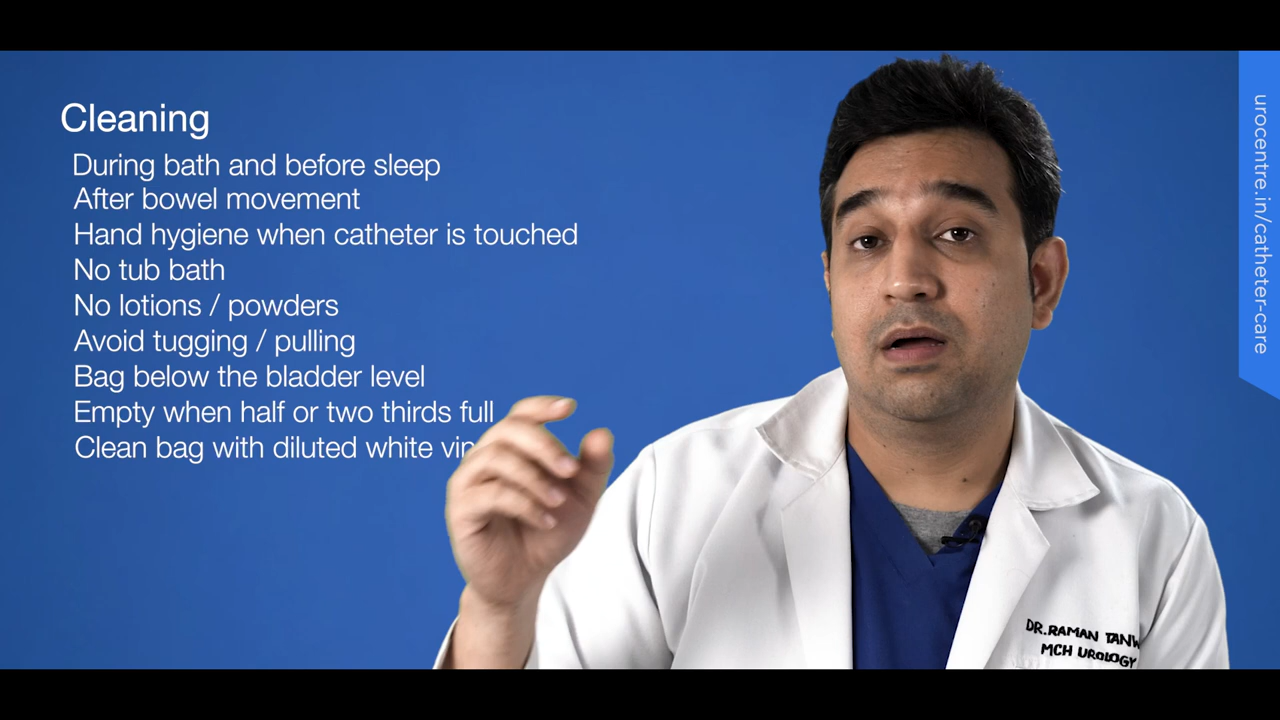 Cleaning
During bath and before sleep
After bowel movement
Hand hygiene when catheter is touched
No tub bath
No lotions / powders
Avoid tugging / pulling
Bag below the bladder level
Empty when half or two thirds full
Clean bag with diluted white
urocentre.in/catheter-care
DR.RAMAN
MCH UROLOGY